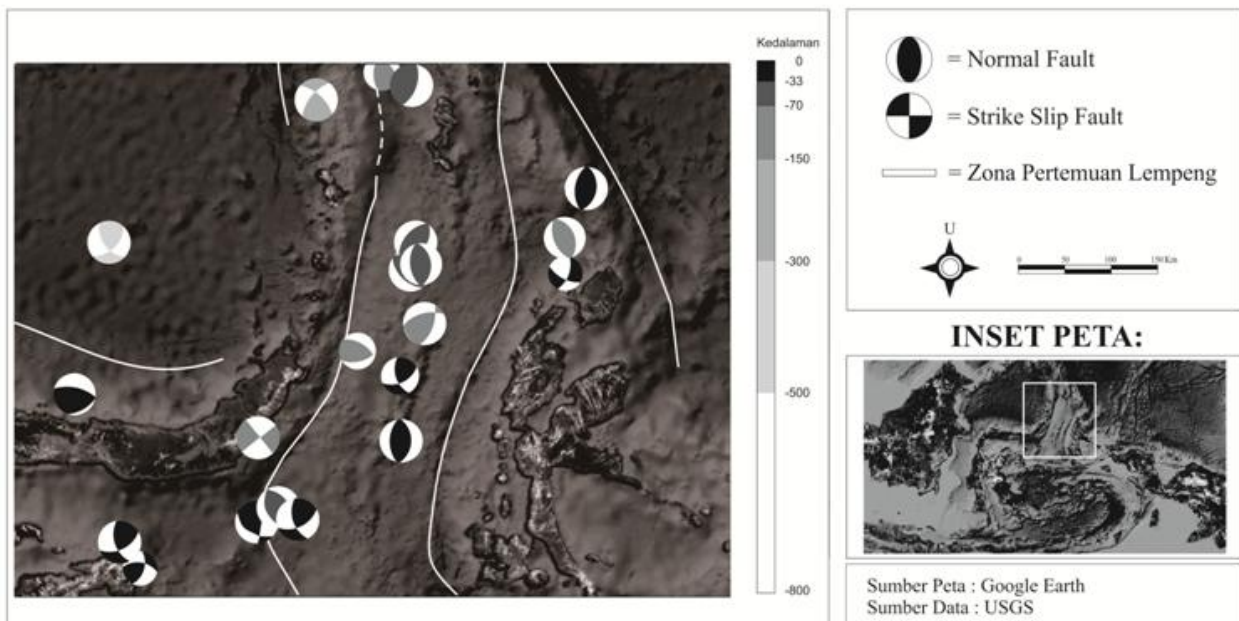 Kedalaman
0
-33
-70
-150
-300
-500
-800
= Normal Fault
= Strike Slip Fault
= Zona Pertemuan Lempeng
U
0 50 100 150 Km
INSET PETA:
Sumber Peta : Google Earth
Sumber Data : USGS